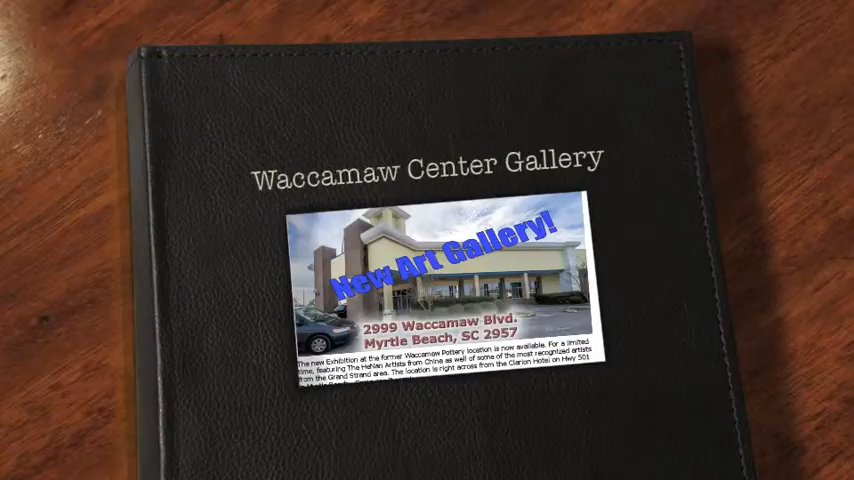 Waccamaw Center Gallery
New Art Gallery!
2999 Waccamaw Blvd.
Myrtle Beach, SC 2957
The new Exhibition at the former Waccamaw Pottery location is now available. For a limited
time, featuring The HeNan Artists from China as well of some of the most recognized artists
from the Grand Strand area. The location is right across from the Clarion Hotel on Hwy 501